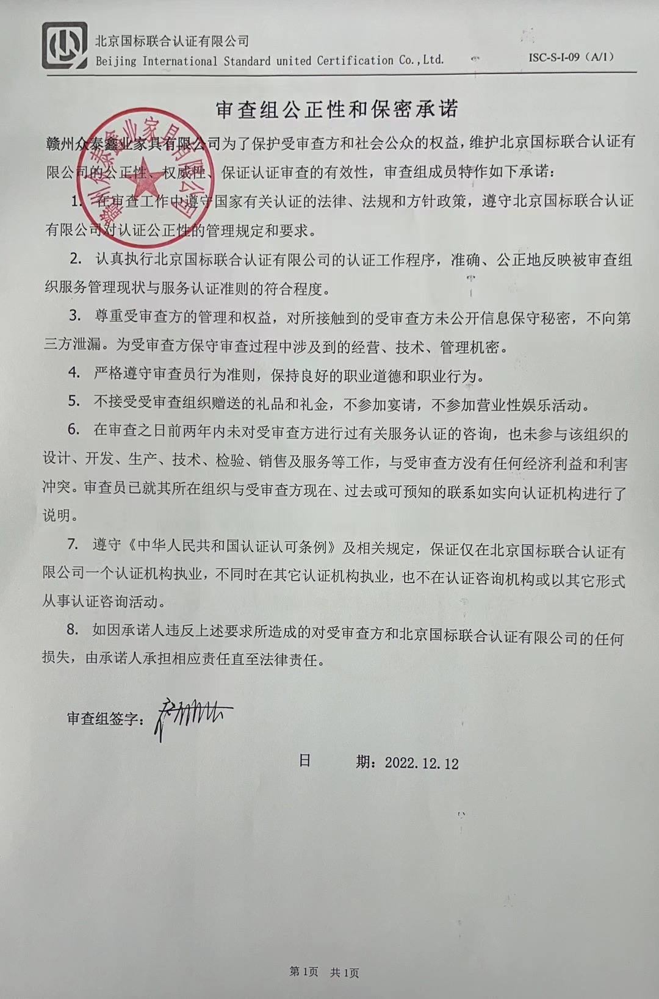 北京国标联合认证有限公司
Beijing International Standard united Certification Co.,Ltd.
ISC-S-I-09（A/1）
审查组公正性和保密承诺
赣州众泰鑫业家具有限公司为了保护受审查方和社会公众的权益，维护北京国标联合认证有
限公司的公正性、权威性、保证认证审查的有效性，审查组成员特作如下承诺：
1. 在审查工作中遵守国家有关认证的法律、法规和方针政策，遵守北京国标联合认证
有限公司对认证公正性的管理规定和要求。
2. 认真执行北京国标联合认证有限公司的认证工作程序，准确、公正地反映被审查组
织服务管理现状与服务认证准则的符合程度。
3. 尊重受审查方的管理和权益，对所接触到的受审查方未公开信息保守秘密，不向第
三方泄漏。为受审查方保守审查过程中涉及到的经营、技术、管理机密。
4. 严格遵守审查员行为准则，保持良好的职业道德和职业行为。
5. 不接受受审查组织赠送的礼品和礼金，不参加宴请，不参加营业性娱乐活动。
6. 在审查之日前两年内未对受审查方进行过有关服务认证的咨询，也未参与该组织的
设计、开发、生产、技术、检验、销售及服务等工作，与受审查方没有任何经济利益和利害
冲突。审查员已就其所在组织与受审查方现在、过去或可预知的联系如实向认证机构进行了
说明。
7. 遵守《中华人民共和国认证认可条例》及相关规定，保证仅在北京国标联合认证有
限公司一个认证机构执业，不同时在其它认证机构执业，也不在认证咨询机构或以其它形式
从事认证咨询活动。
8. 如因承诺人违反上述要求所造成的对受审查方和北京国标联合认证有限公司的任何
损失，由承诺人承担相应责任直至法律责任。
审查组签字：
日 期：2022.12.12
第1页 共1页
赣州众泰鑫业家具有限公司